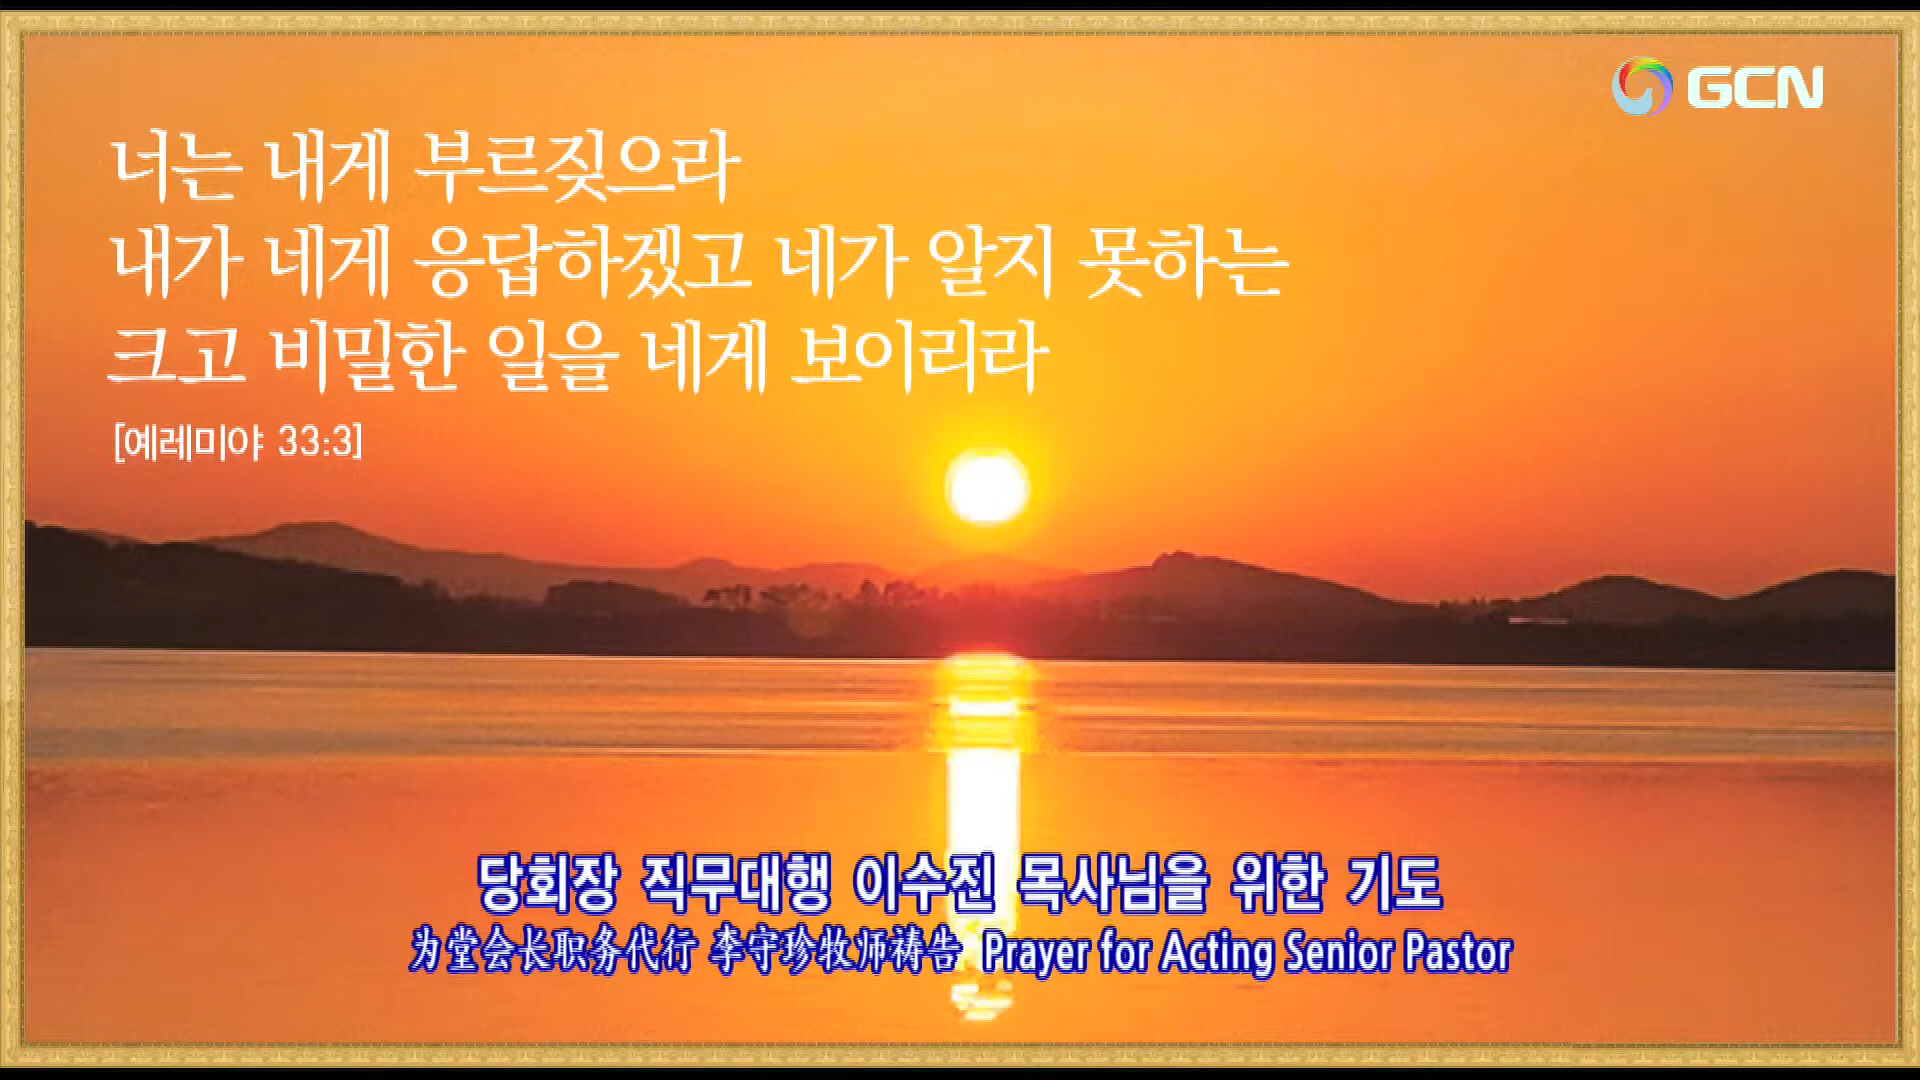 GCN
너는 내게 부르짖으라
내가 네게 응답하겠고 네가 알지 못하는
크고 비밀한 일을 네게 보이리라
[예레미야 33:3]
당회장 직무대행 이수진 목사님을 위한 기도
为堂会长职务代行 李守珍牧师祷告 Prayer for Acting Senior Pastor